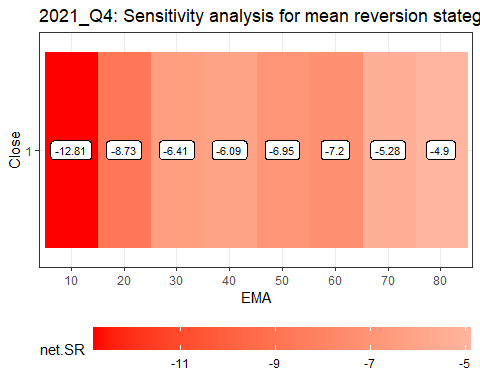 2021_Q4: Sensitivity analysis for mean reversion stateg
Close
1
-12.81 -8.73 -6.41 -6.09 -6.95 -7.2 -5.28 -4.9
10 20 30 40 50 60 70 80
EMA
net.SR
-11 -9 -7 -5